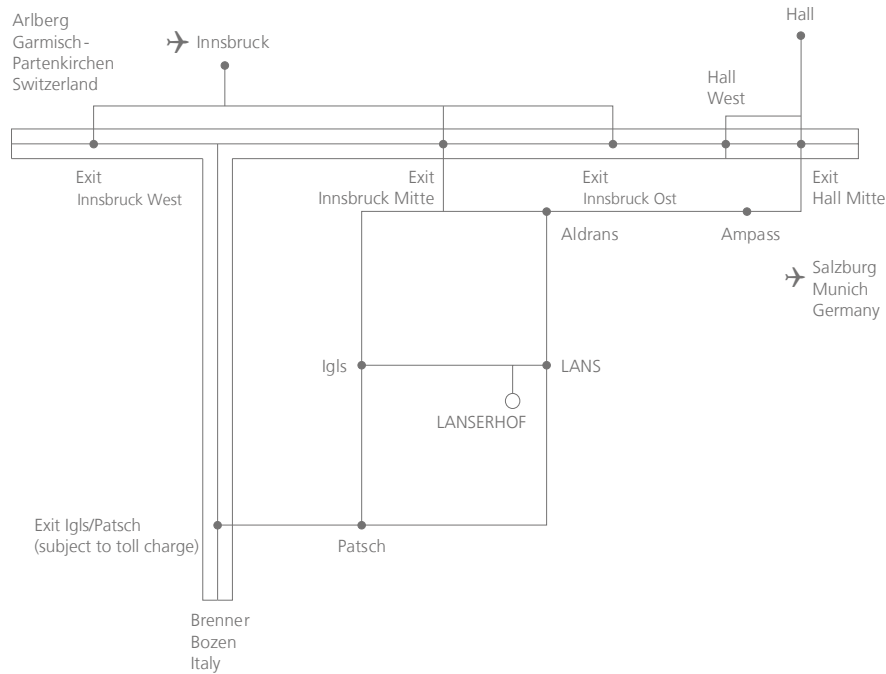 Arlberg
Garmisch-
Partenkirchen
Switzerland
Innsbruck
Hall
Hall
West
Exit
Innsbruck West
Exit
Innsbruck Mitte
Exit
Innsbruck Ost
Exit
Hall Mitte
Aldrans
Ampass
Salzburg
Munich
Germany
Igls
LANS
LANSERHOF
Exit Igls/Patsch
(subject to toll charge)
Patsch
Brenner
Bozen
Italy